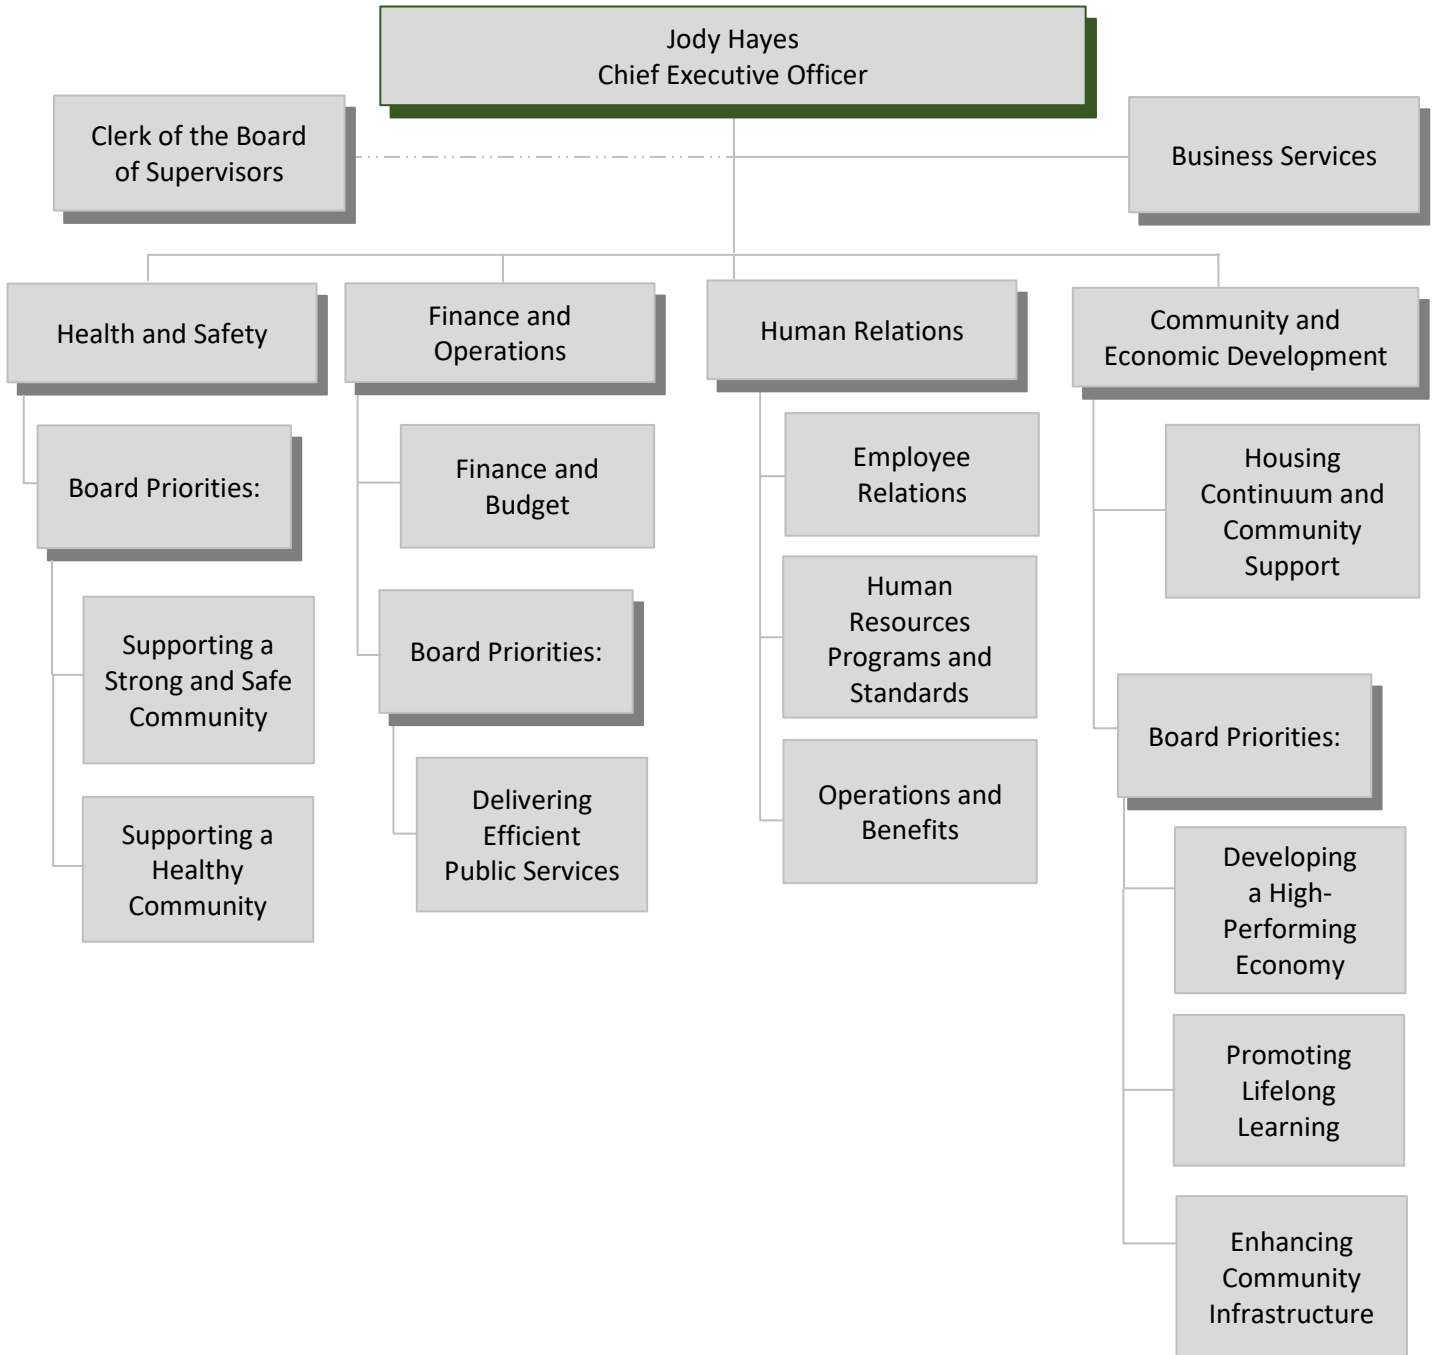 Jody Hayes
Chief Executive Officer
Clerk of the Board
of Supervisors
Business Services
Health and Safety
Finance and
Operations
Human Relations
Community and
Economic Development
Board Priorities:
Supporting a
Strong and Safe
Community
Supporting a
Healthy
Community
Finance and
Budget
Board Priorities:
Delivering
Efficient
Public Services
Employee
Relations
Human
Resources
Programs and
Standards
Operations and
Benefits
Housing
Continuum and
Community
Support
Board Priorities:
Developing
a High-
Performing
Economy
Promoting
Lifelong
Learning
Enhancing
Community
Infrastructure